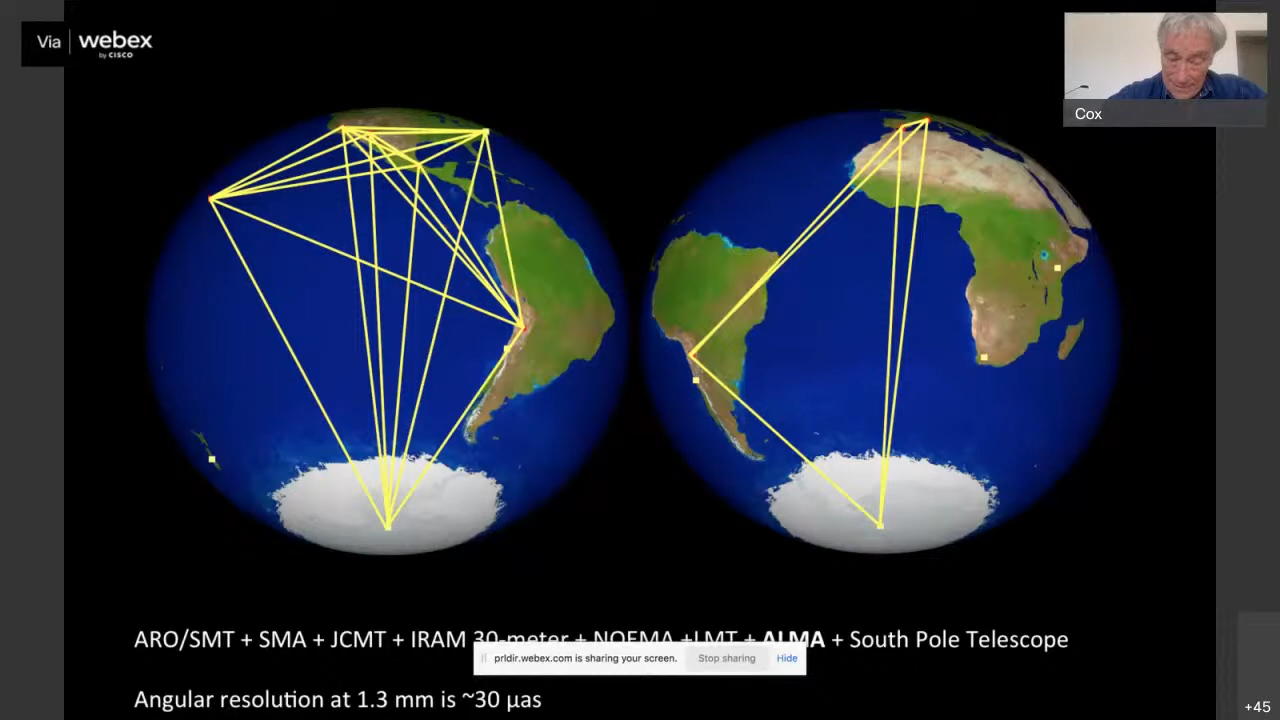 Via webex
by CISCO
Cox
ARO/SMT + SMA + JCMT + IRAM 30-meter + NOEMA +LMT + ALMA + South Pole Telescope
prldir.webex.com is sharing your screen. Stop sharing Hide
Angular resolution at 1.3 mm is ~30 μas
+45